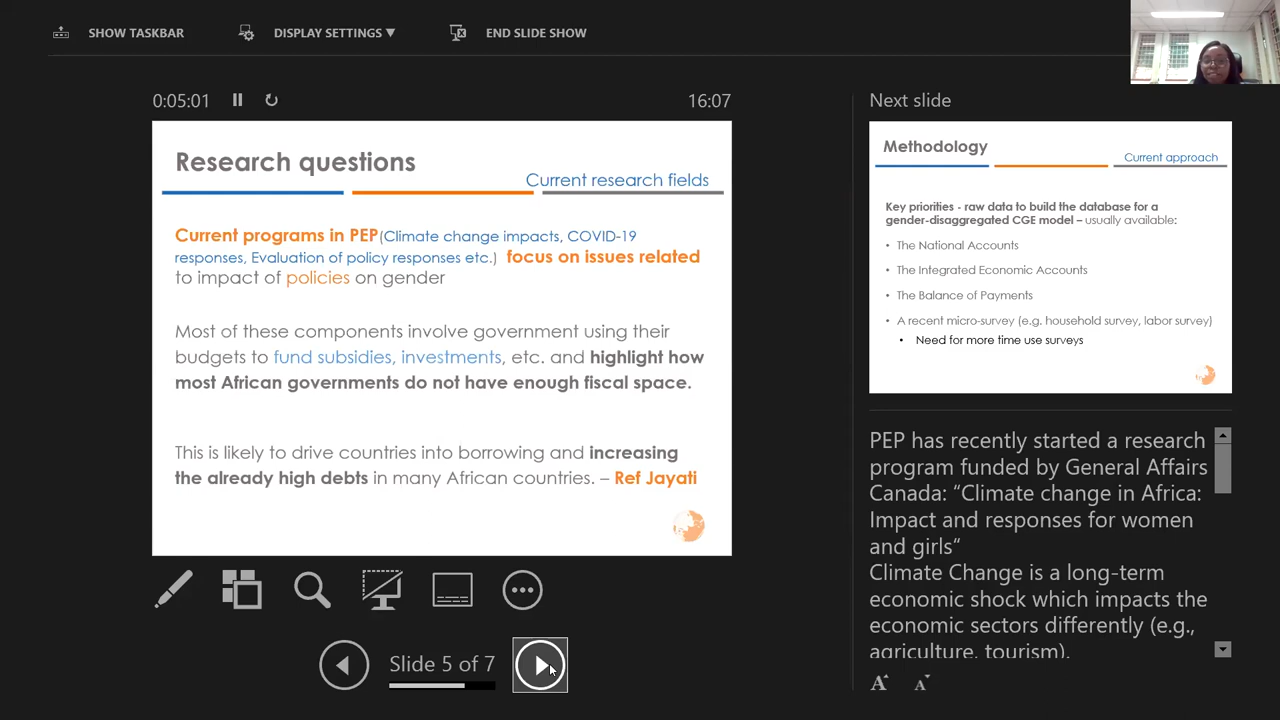 SHOW TASKBAR
DISPLAY SETTINGS ▼
END SLIDE SHOW
0:05:01
16:07
Research questions
Current research fields
Current programs in PEP(Climate change impacts, COVID-19
responses, Evaluation of policy responses etc.) focus on issues related
to impact of policies on gender
Most of these components involve government using their
budgets to fund subsidies, investments, etc. and highlight how
most African governments do not have enough fiscal space.
This is likely to drive countries into borrowing and increasing
the already high debts in many African countries. – Ref Jayati
Slide 5 of 7
Next slide
Methodology
Current approach
Key priorities - raw data to build the database for a
gender-disaggregated CGE model – usually available:
• The National Accounts
• The Integrated Economic Accounts
• The Balance of Payments
• A recent micro-survey (e.g. household survey, labor survey)
• Need for more time use surveys
PEP has recently started a research
program funded by General Affairs
Canada: “Climate change in Africa:
Impact and responses for women
and girls“
Climate Change is a long-term
economic shock which impacts the
economic sectors differently (e.g.,
agriculture, tourism).
A A